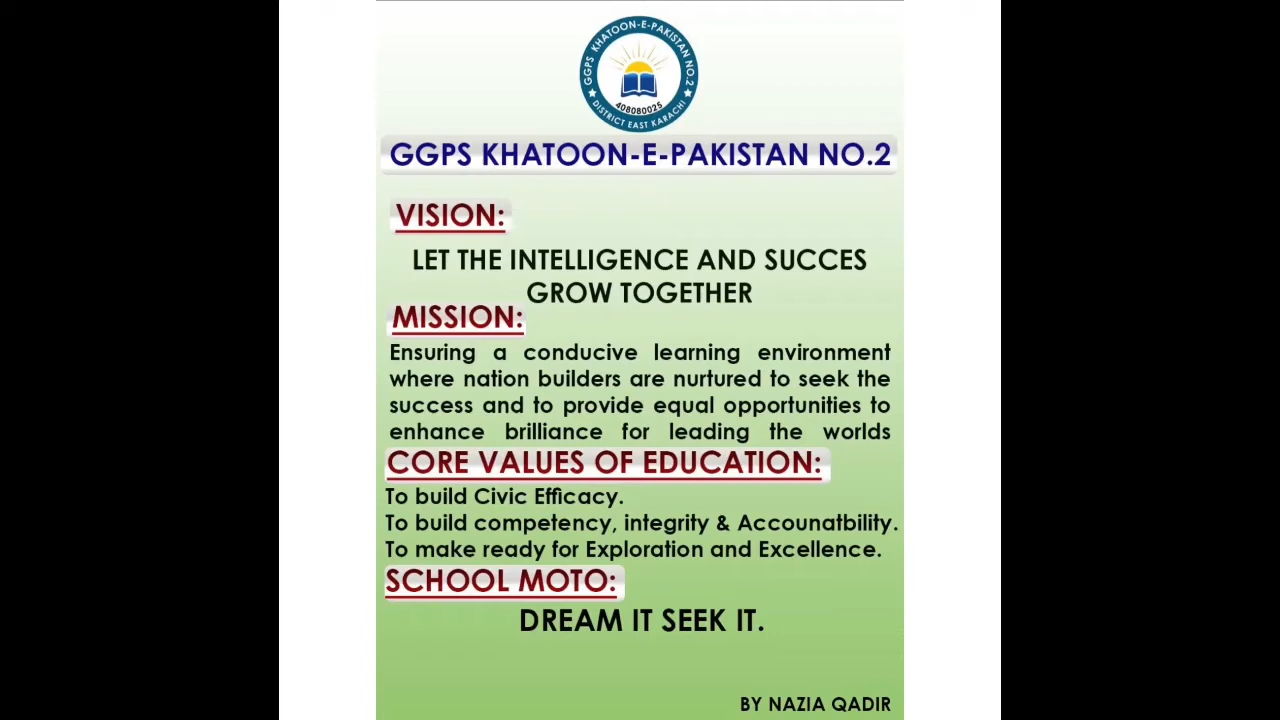 GGPS KHATOON-E-PAKISTAN NO.2
408080025
DISTRICT EAST KARACHI
GGPS KHATOON-E-PAKISTAN NO.2
VISION:
LET THE INTELLIGENCE AND SUCCES
GROW TOGETHER
MISSION:
Ensuring a conducive learning environment
where nation builders are nurtured to seek the
success and to provide equal opportunities to
enhance brilliance for leading the worlds
CORE VALUES OF EDUCATION:
To build Civic Efficacy.
To build competency, integrity & Accounatbility.
To make ready for Exploration and Excellence.
SCHOOL MOTO:
DREAM IT SEEK IT.
BY NAZIA QADIR